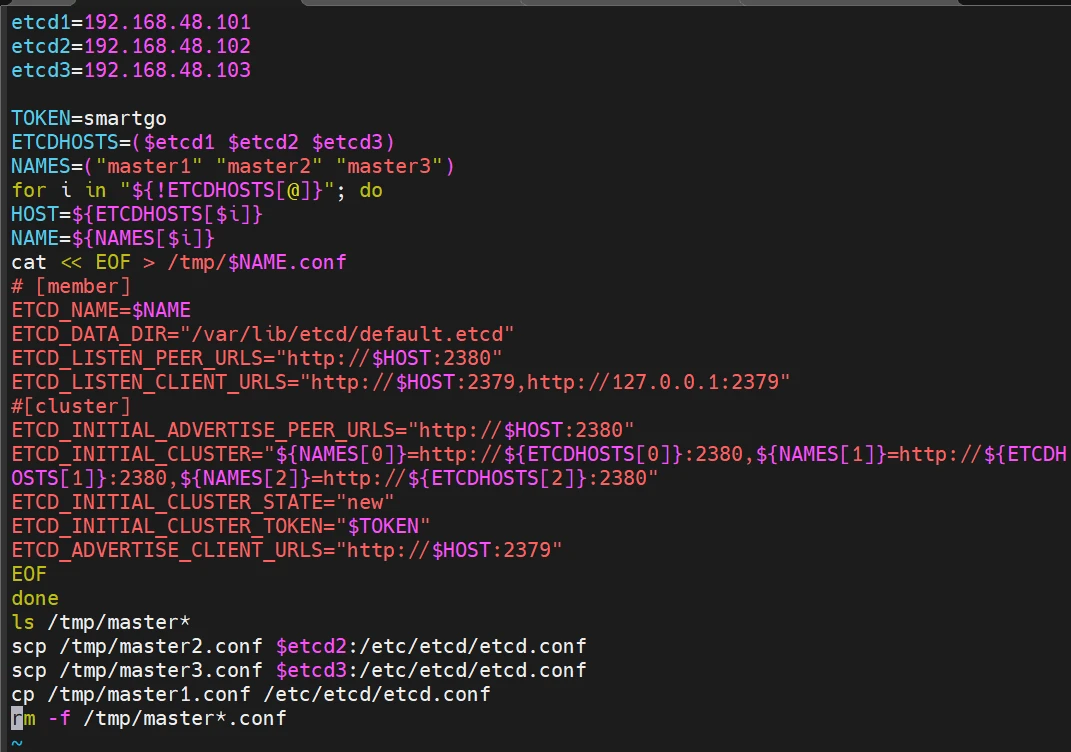 etcd1=192.168.48.101
etcd2=192.168.48.102
etcd3=192.168.48.103

TOKEN=smartgo
ETCDHOSTS=($etcd1 $etcd2 $etcd3)
NAMES=("master1" "master2" "master3")
for i in "${!ETCDHOSTS[@]}"; do
HOST=${ETCDHOSTS[$i]}
NAME=${NAMES[$i]}
cat << EOF > /tmp/$NAME.conf
# [member]
ETCD_NAME=$NAME
ETCD_DATA_DIR="/var/lib/etcd/default.etcd"
ETCD_LISTEN_PEER_URLS="http://$HOST:2380"
ETCD_LISTEN_CLIENT_URLS="http://$HOST:2379,http://127.0.0.1:2379"
#[cluster]
ETCD_INITIAL_ADVERTISE_PEER_URLS="http://$HOST:2380"
ETCD_INITIAL_CLUSTER="${NAMES[0]}=http://${ETCDHOSTS[0]}:2380,${NAMES[1]}=http://${ETCDH
OSTS[1]}:2380,${NAMES[2]}=http://${ETCDHOSTS[2]}:2380"
ETCD_INITIAL_CLUSTER_STATE="new"
ETCD_INITIAL_CLUSTER_TOKEN="$TOKEN"
ETCD_ADVERTISE_CLIENT_URLS="http://$HOST:2379"
EOF
done
ls /tmp/master*
scp /tmp/master2.conf $etcd2:/etc/etcd/etcd.conf
scp /tmp/master3.conf $etcd3:/etc/etcd/etcd.conf
cp /tmp/master1.conf /etc/etcd/etcd.conf
rm -f /tmp/master*.conf
~